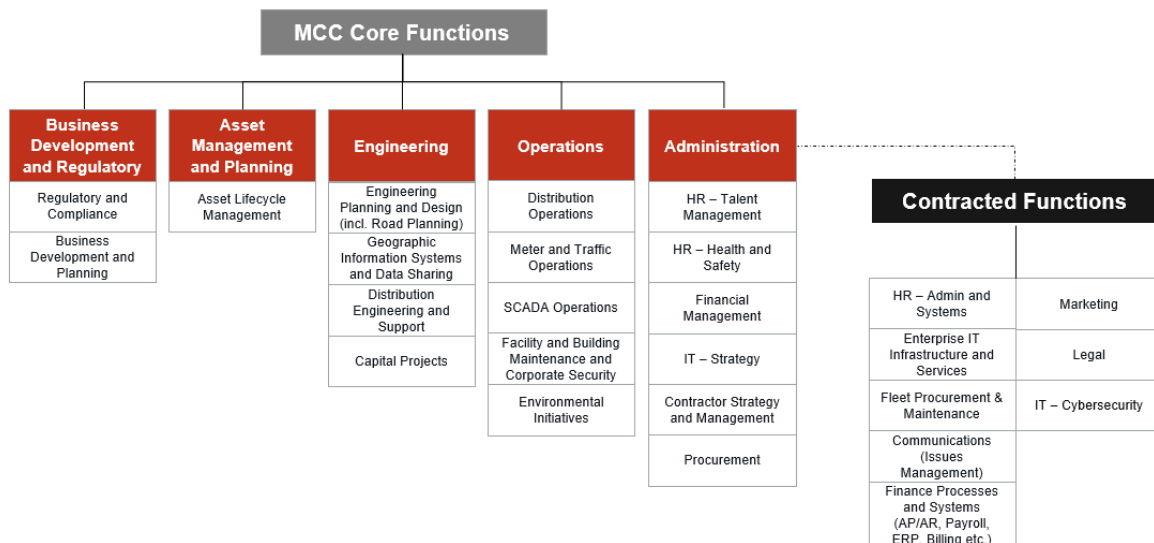 MCC Core Functions
Business
Development
and Regulatory
Regulatory and
Compliance
Business
Development and
Planning
Asset
Management
and Planning
Asset Lifecycle
Management
Engineering
Engineering
Planning and Design
(incl. Road Planning)
Geographic
Information Systems
and Data Sharing
Distribution
Engineering and
Support
Capital Projects
Operations
Distribution
Operations
Meter and Traffic
Operations
SCADA Operations
Facility and Building
Maintenance and
Corporate Security
Environmental
Initiatives
Administration
HR – Talent
Management
HR – Health and
Safety
Financial
Management
IT – Strategy
Contractor Strategy
and Management
Procurement
Contracted Functions
HR – Admin and
Systems
Enterprise IT
Infrastructure and
Services
Fleet Procurement &
Maintenance
Communications
(Issues
Management)
Finance Processes
and Systems
(AP/AR, Payroll,
ERP, Billing etc.)
Marketing
Legal
IT – Cybersecurity